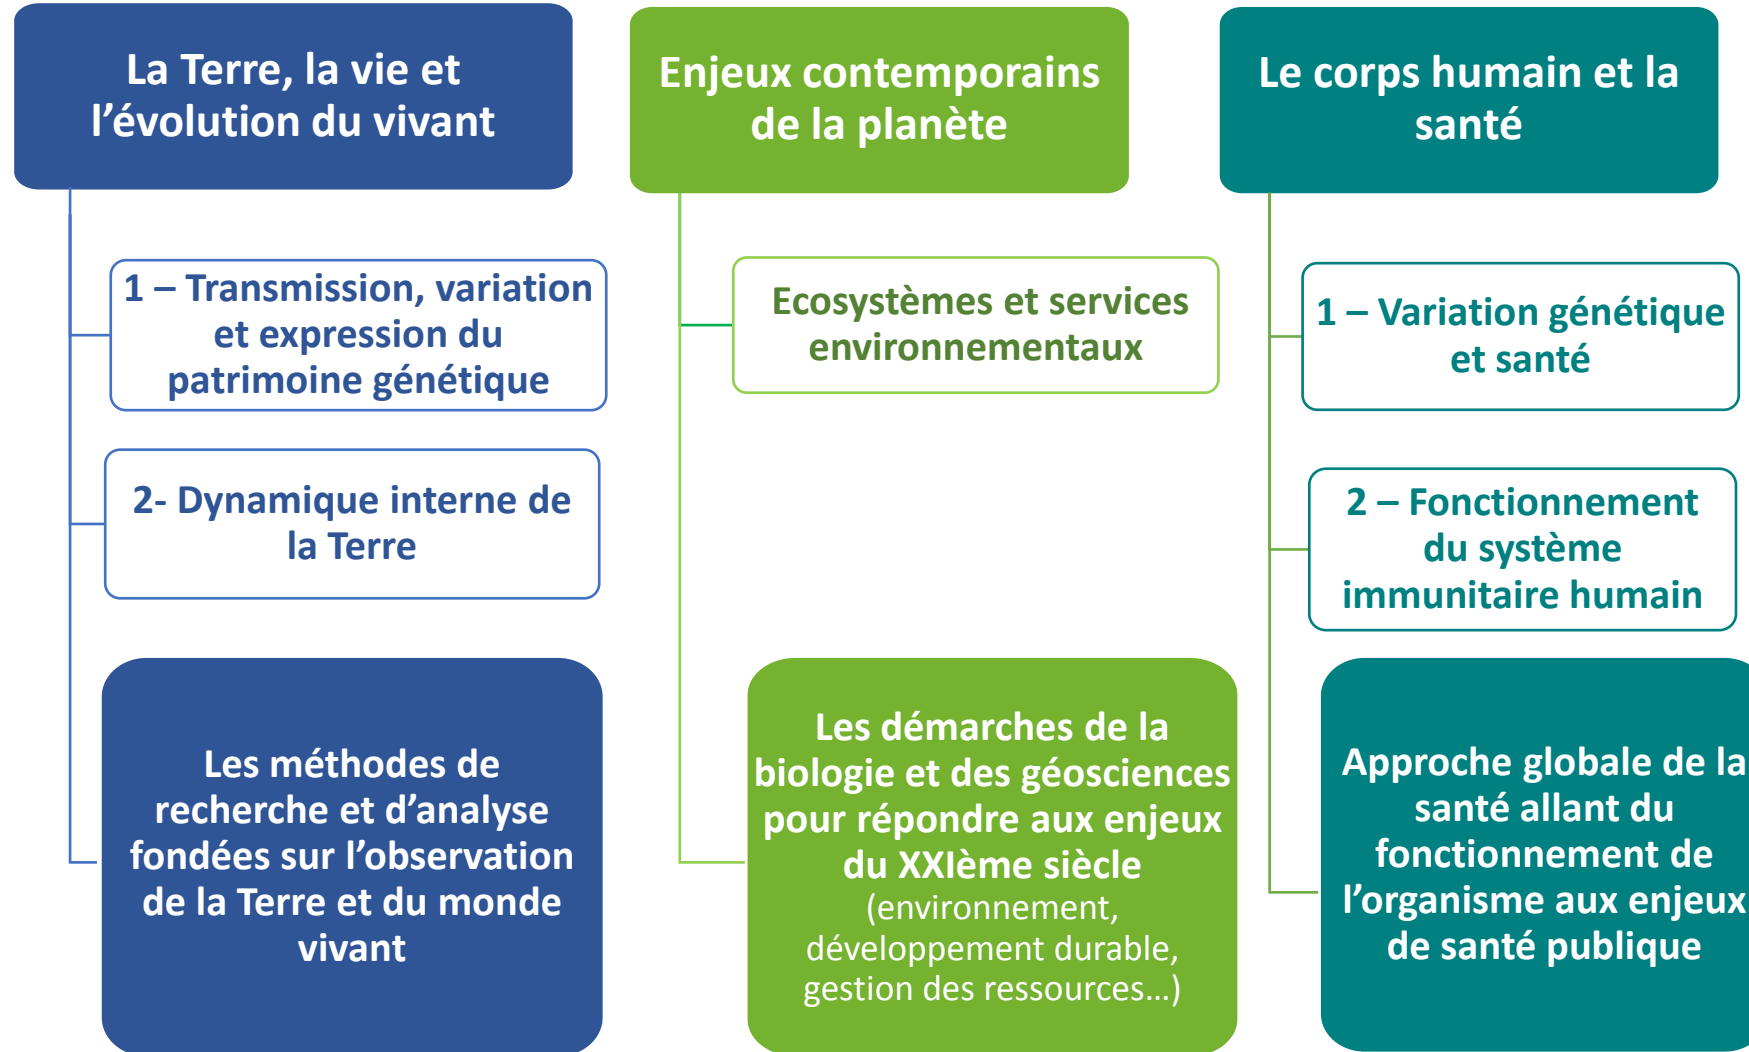 La Terre, la vie et
l’évolution du vivant
1 – Transmission, variation
et expression du
patrimoine génétique
2- Dynamique interne de
la Terre
Les méthodes de
recherche et d’analyse
fondées sur l’observation
de la Terre et du monde
vivant
Enjeux contemporains
de la planète
Ecosystèmes et services
environnementaux
Les démarches de la
biologie et des géosciences
pour répondre aux enjeux
du XXIème siècle
(environnement,
développement durable,
gestion des ressources…)
Le corps humain et la
santé
1 – Variation génétique
et santé
2 – Fonctionnement
du système
immunitaire humain
Approche globale de la
santé allant du
fonctionnement de
l’organisme aux enjeux
de santé publique